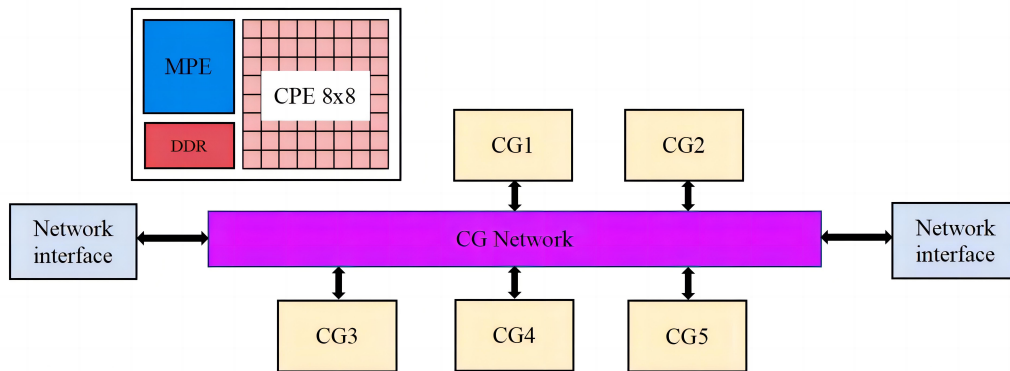 MPE
CPE 8x8
DDR
CG1
CG2
Network
interface
CG Network
Network
interface
CG3
CG4
CG5